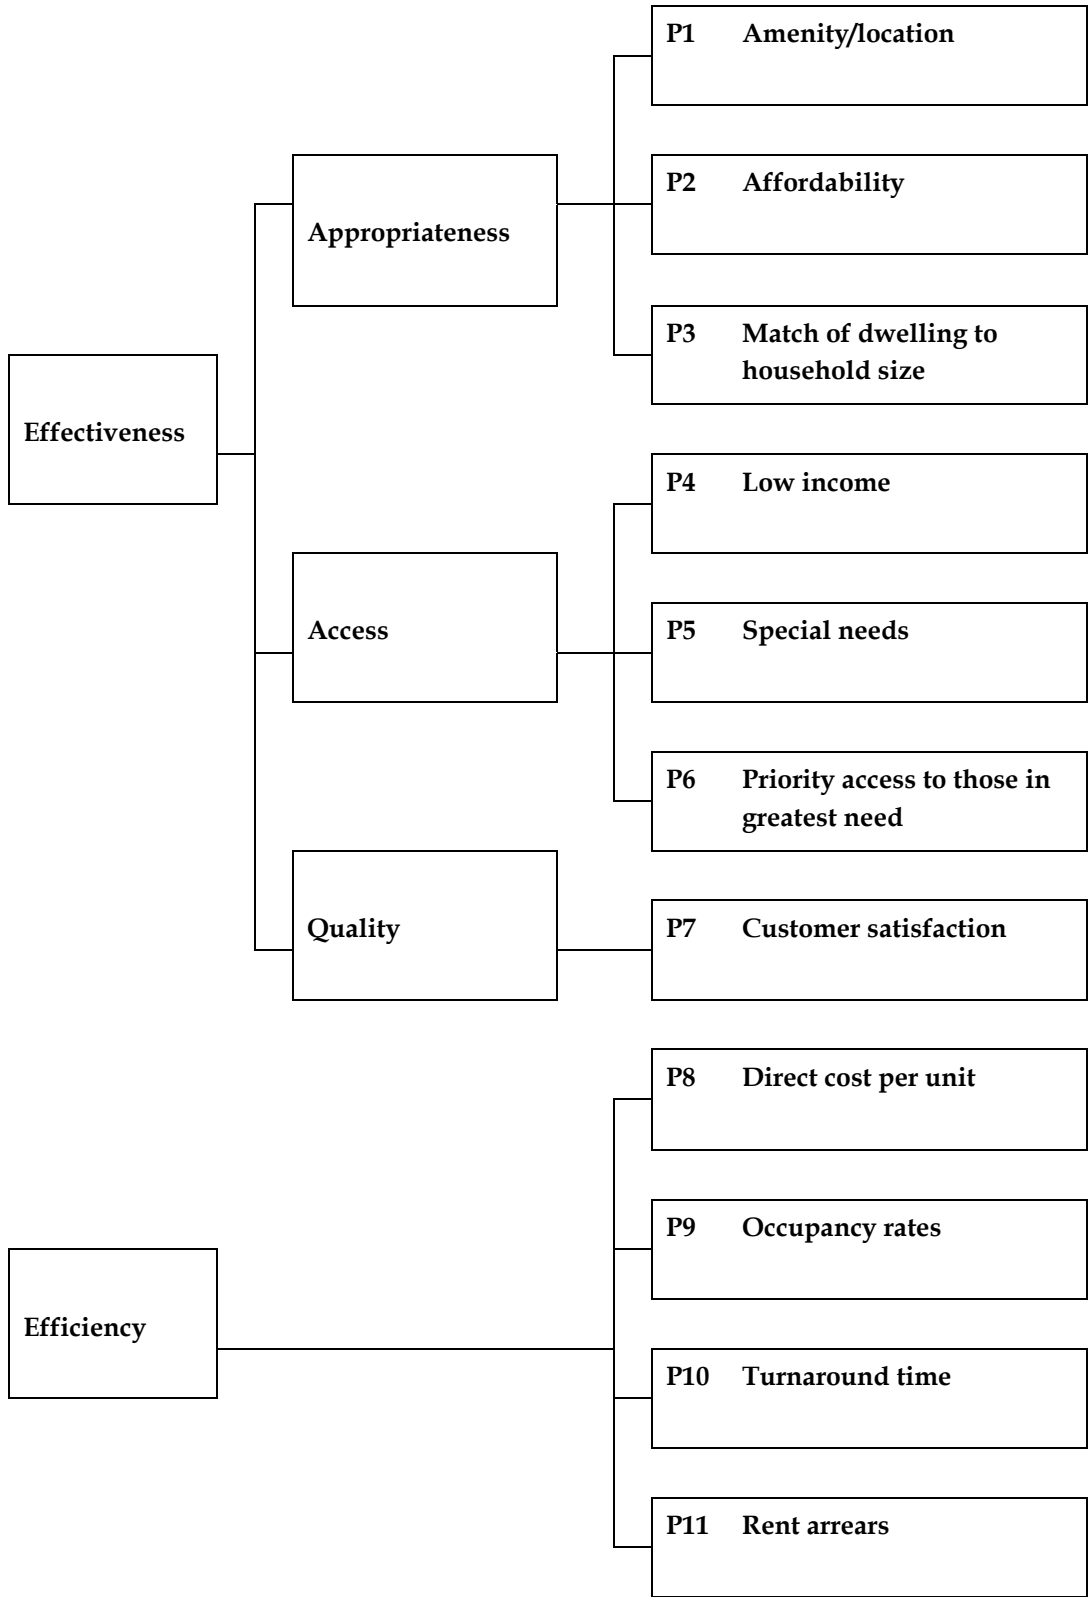 P1 Amenity/location
Appropriateness
P2 Affordability
P3 Match of dwelling to
household size
Effectiveness
P4 Low income
Access
P5 Special needs
P6 Priority access to those in
greatest need
Quality
P7 Customer satisfaction
P8 Direct cost per unit
P9 Occupancy rates
Efficiency
P10 Turnaround time
P11 Rent arrears